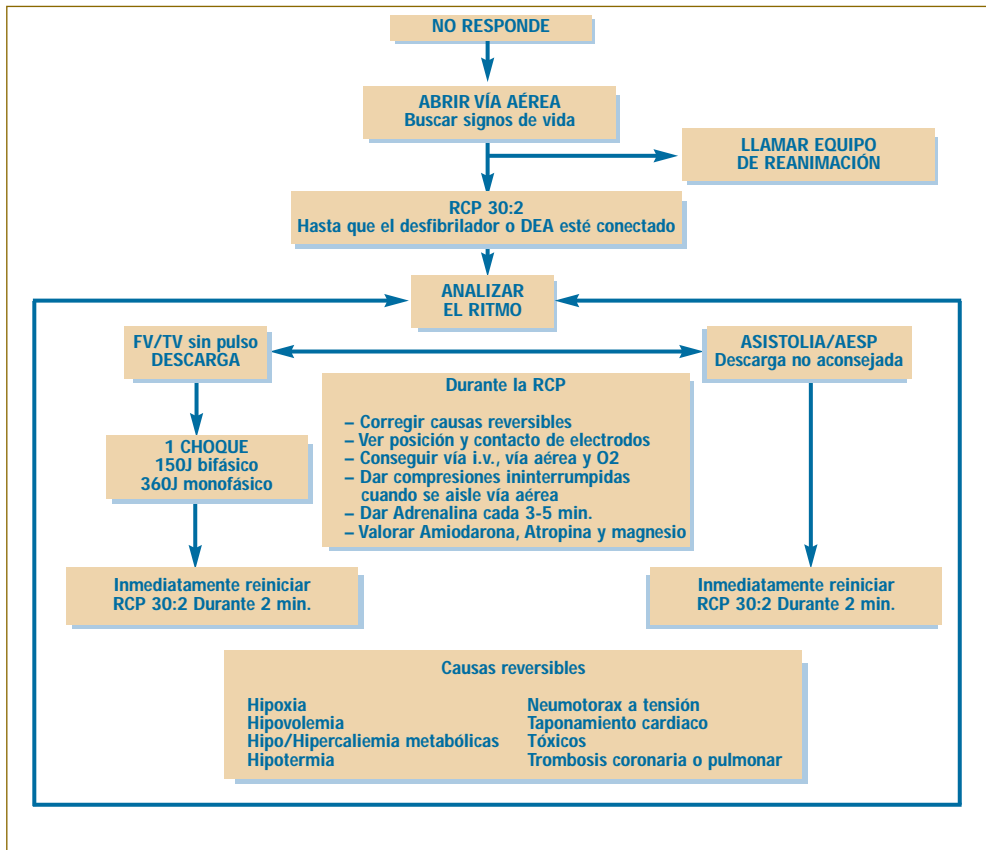 NO RESPONDE
ABRIR VÍA AÉREA
Buscar signos de vida
LLAMAR EQUIPO
DE REANIMACIÓN
RCP 30:2
Hasta que el desfibrilador o DEA esté conectado
ANALIZAR
EL RITMO
FV/TV sin pulso
DESCARGA
ASISTOLIA/AESP
Descarga no aconsejada
1 CHOQUE
150J bifásico
360J monofásico
Durante la RCP
– Corregir causas reversibles
– Ver posición y contacto de electrodos
– Conseguir vía i.v., vía aérea y O2
– Dar compresiones ininterrumpidas
cuando se aisle vía aérea
– Dar Adrenalina cada 3-5 min.
– Valorar Amiodarona, Atropina y magnesio
Inmediatamente reiniciar
RCP 30:2 Durante 2 min.
Inmediatamente reiniciar
RCP 30:2 Durante 2 min.
Causas reversibles
Hipoxia
Hipovolemia
Hipo/Hipercaliemia metabólicas
Hipotermia
Neumotorax a tensión
Taponamiento cardiaco
Tóxicos
Trombosis coronaria o pulmonar